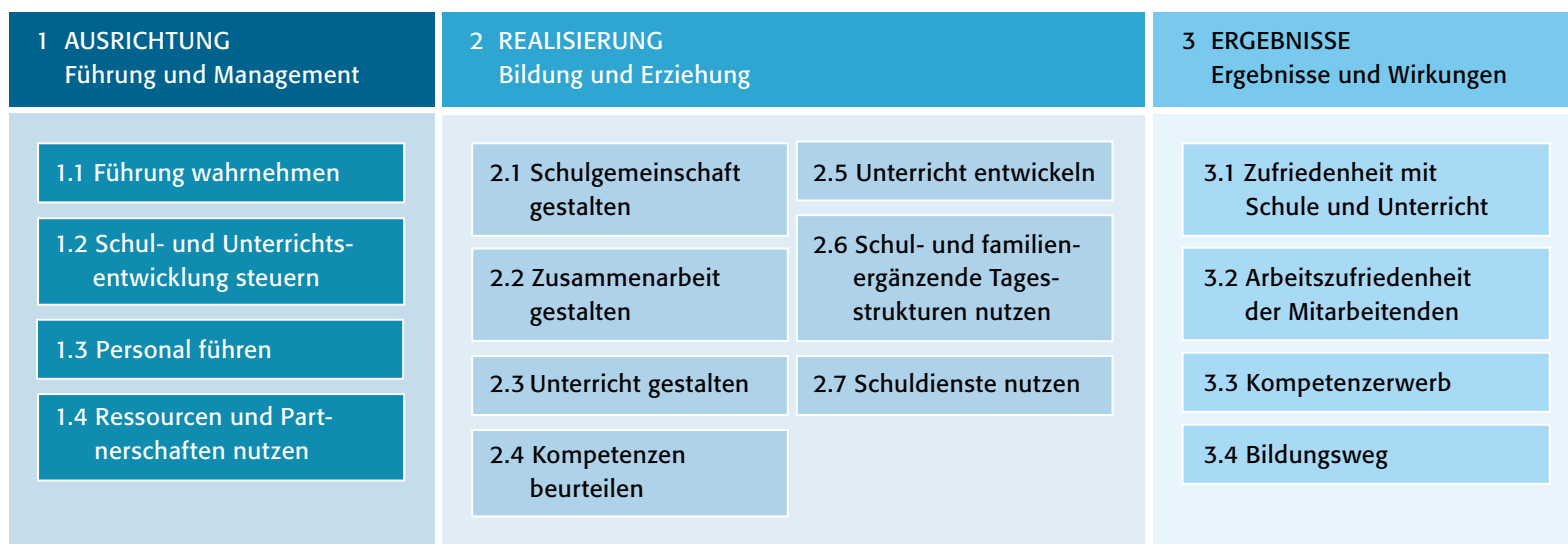 1 AUSRICHTUNG
Führung und Management
1.1 Führung wahrnehmen
1.2 Schul- und Unterrichts-
entwicklung steuern
1.3 Personal führen
1.4 Ressourcen und Part-
nerschaften nutzen
2 REALISIERUNG
Bildung und Erziehung
2.1 Schulgemeinschaft
gestalten
2.2 Zusammenarbeit
gestalten
2.3 Unterricht gestalten
2.4 Kompetenzen
beurteilen
2.5 Unterricht entwickeln
2.6 Schul- und familien-
ergänzende Tages-
strukturen nutzen
2.7 Schuldienste nutzen
3 ERGEBNISSE
Ergebnisse und Wirkungen
3.1 Zufriedenheit mit
Schule und Unterricht
3.2 Arbeitszufriedenheit
der Mitarbeitenden
3.3 Kompetenzerwerb
3.4 Bildungsweg